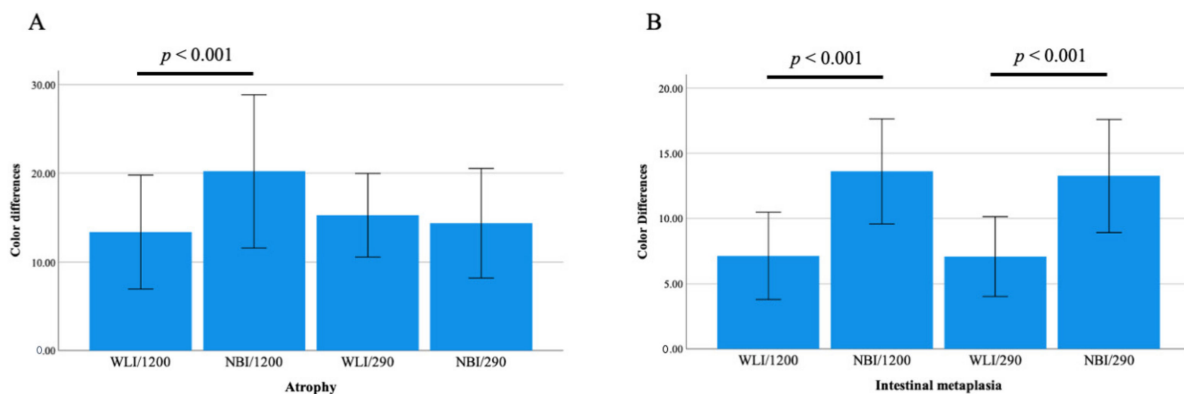 A
p < 0.001
30.00
20.00
10.00
0.00
Color differences
WLI/1200 NBI/1200 WLI/290 NBI/290
Atrophy
B
p < 0.001 p < 0.001
20.00
15.00
10.00
5.00
0.00
Color Differences
WLI/1200 NBI/1200 WLI/290 NBI/290
Intestinal metaplasia